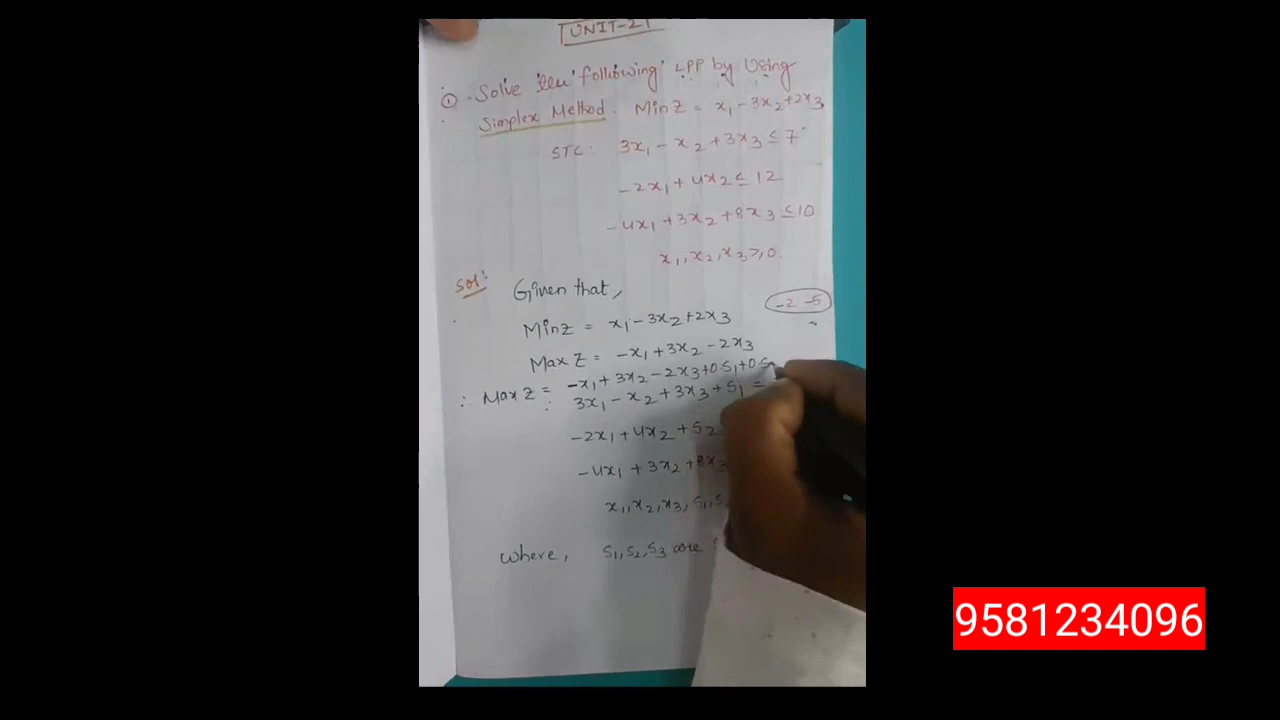 UNIT-21
① Solve the following LPP by Using
Simplex Method. Min Z = x₁ - 3x₂ + 2x₃
STC: 3x₁ - x₂ + 3x₃ ≤ 7
-2x₁ + 4x₂ ≤ 12
-4x₁ + 3x₂ + 8x₃ ≤ 10
x₁, x₂, x₃ ≥ 0.
Sol:
Given that,
-2 -5
Min Z = x₁ - 3x₂ + 2x₃
Max Z = -x₁ + 3x₂ - 2x₃
∴ Max Z = -x₁ + 3x₂ - 2x₃ + 0S₁ + 0S
∴ 3x₁ - x₂ + 3x₃ + S₁ =
-2x₁ + 4x₂ + S₂
-4x₁ + 3x₂ + 8x₃
x₁, x₂, x₃, S₁, S
where, S₁, S₂, S₃ are
9581234096